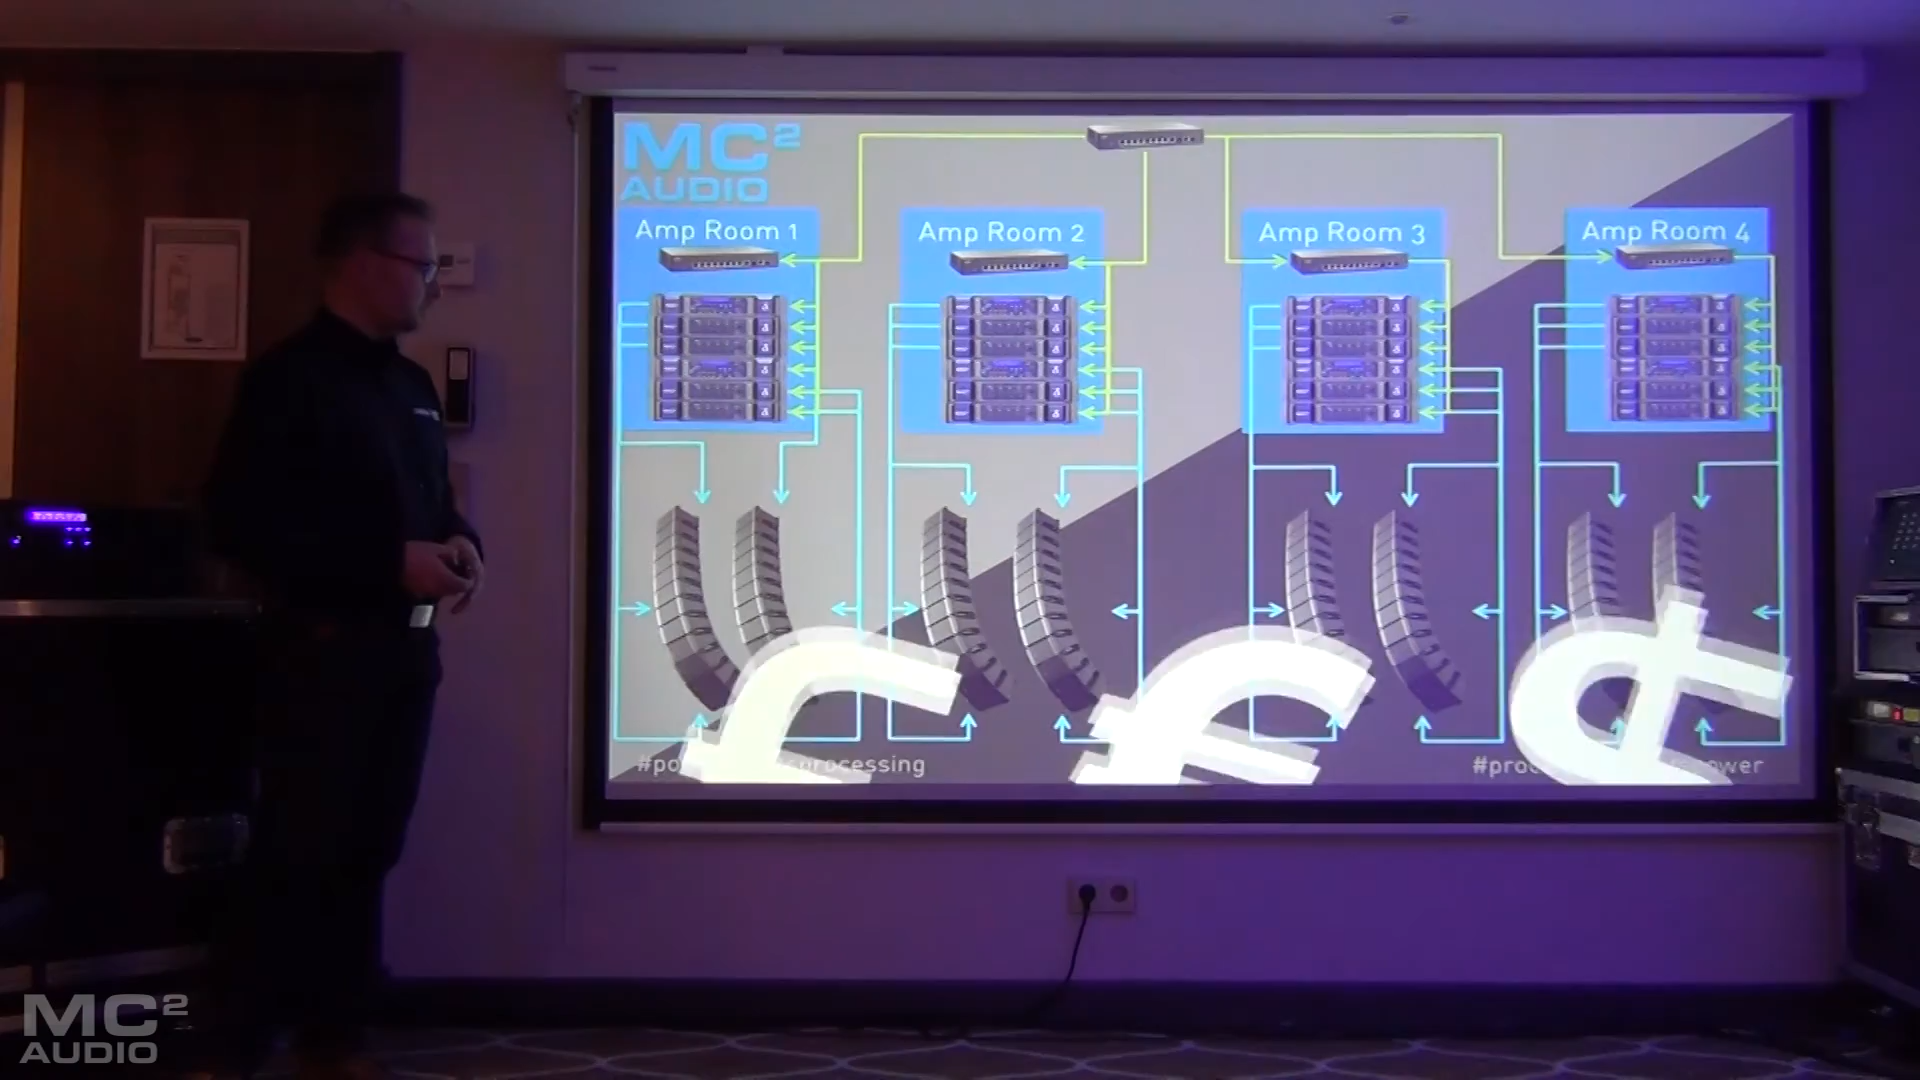 MC²
AUDIO
Amp Room 1
Amp Room 2
Amp Room 3
Amp Room 4
#po processing
#pro power
MC²
AUDIO